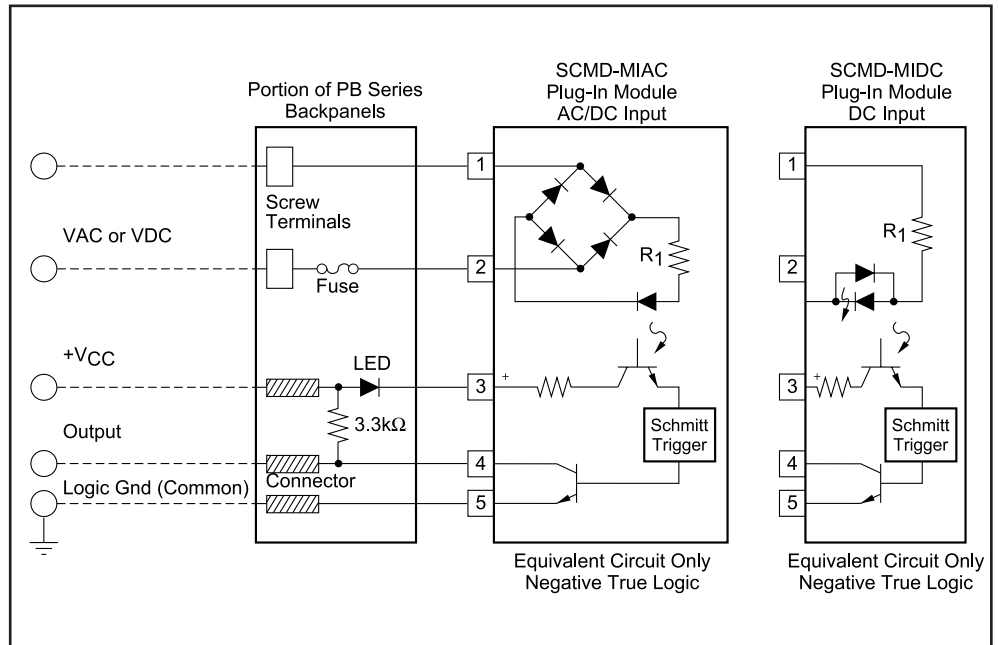 Portion of PB Series
Backpanels
SCMD-MIAC
Plug-In Module
AC/DC Input
SCMD-MIDC
Plug-In Module
DC Input
1
Screw
Terminals
VAC or VDC
Fuse
2
R1
+VCC
LED
3
+
3.3kΩ
Output
Connector
4
Logic Gnd (Common)
5
Schmitt
Trigger
Equivalent Circuit Only
Negative True Logic
1
R1
2
3
+
Schmitt
Trigger
4
5
Equivalent Circuit Only
Negative True Logic